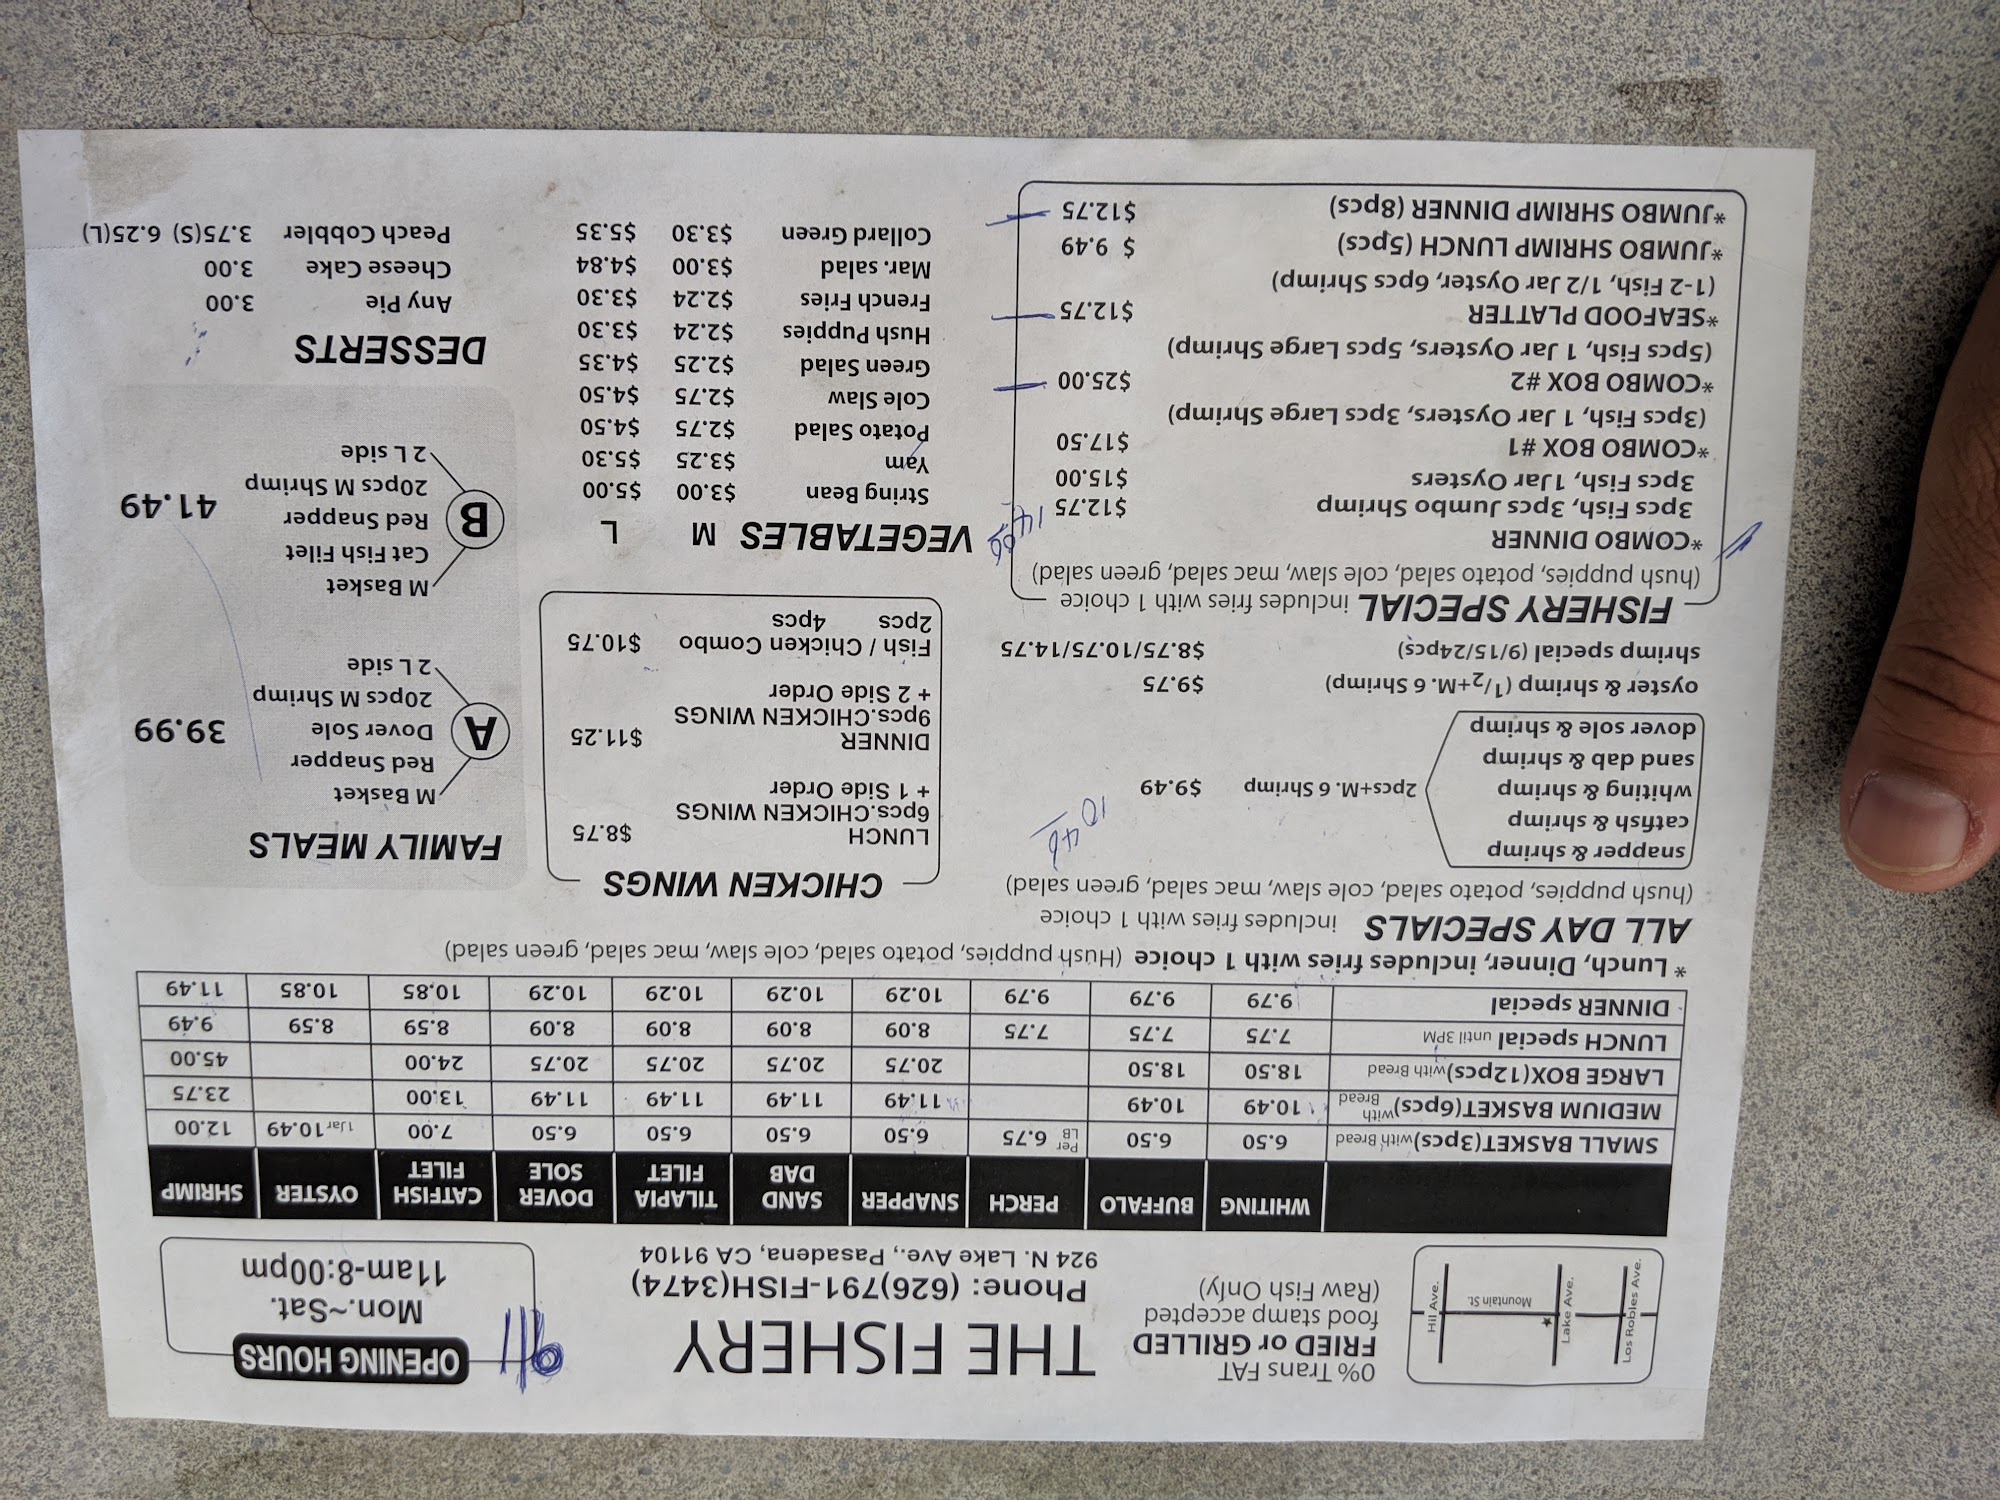 0% Trans FAT
FRIED or GRILLED
food stamp accepted
(Raw Fish Only)
Los Robles Ave.
Lake Ave.
Hil Ave.
Mountain St.
THE FISHERY
Phone: (626)791-FISH(3474)
924 N. Lake Ave., Pasadena, CA 91104
OPENING HOURS
Mon.~Sat.
11am-8:00pm
WHITING BUFFALO PERCH SNAPPER SAND DAB TILAPIA FILET DOVER SOLE CATFISH FILET OYSTER SHRIMP
SMALL BASKET(3pcs)with Bread 6.50 6.50 Per LB 6.75 6.50 6.50 6.50 6.50 7.00 1Jar 10.49 12.00
MEDIUM BASKET(6pcs)with Bread 10.49 10.49 11.49 11.49 11.49 11.49 13.00 23.75
LARGE BOX(12pcs)with Bread 18.50 18.50 20.75 20.75 20.75 20.75 24.00 45.00
LUNCH special until 3PM 7.75 7.75 7.75 8.09 8.09 8.09 8.09 8.59 8.59 9.49
DINNER special 9.79 9.79 9.79 10.29 10.29 10.29 10.29 10.85 10.85 11.49
* Lunch, Dinner, includes fries with 1 choice (Hush puppies, potato salad, cole slaw, mac salad, green salad)
ALL DAY SPECIALS includes fries with 1 choice
(hush puppies, potato salad, cole slaw, mac salad, green salad)
snapper & shrimp
catfish & shrimp
whiting & shrimp 2pcs+M. 6 Shrimp $9.49
sand dab & shrimp
dover sole & shrimp
oyster & shrimp (1/2+M. 6 Shrimp) $9.75
shrimp special (9/15/24pcs) $8.75/10.75/14.75
FISHERY SPECIAL includes fries with 1 choice
(hush puppies, potato salad, cole slaw, mac salad, green salad)
*COMBO DINNER
3pcs Fish, 3pcs Jumbo Shrimp $12.75
3pcs Fish, 1Jar Oysters $15.00
*COMBO BOX #1 $17.50
(3pcs Fish, 1 Jar Oysters, 3pcs Large Shrimp)
*COMBO BOX #2 $25.00
(5pcs Fish, 1 Jar Oysters, 5pcs Large Shrimp)
*SEAFOOD PLATTER $12.75
(1-2 Fish, 1/2 Jar Oyster, 6pcs Shrimp)
*JUMBO SHRIMP LUNCH (5pcs) $ 9.49
*JUMBO SHRIMP DINNER (8pcs) $12.75
CHICKEN WINGS
LUNCH $8.75
6pcs.CHICKEN WINGS
+ 1 Side Order
DINNER $11.25
9pcs.CHICKEN WINGS
+ 2 Side Order
Fish / Chicken Combo $10.75
2pcs 4pcs
VEGETABLES M L
String Bean $3.00 $5.00
Yam $3.25 $5.30
Potato Salad $2.75 $4.50
Cole Slaw $2.75 $4.50
Green Salad $2.25 $4.35
Hush Puppies $2.24 $3.30
French Fries $2.24 $3.30
Mar. salad $3.00 $4.84
Collard Green $3.30 $5.35
FAMILY MEALS
A
M Basket
Red Snapper
Dover Sole 39.99
20pcs M Shrimp
2 L side
B
M Basket
Cat Fish Filet
Red Snapper 41.49
20pcs M Shrimp
2 L side
DESSERTS
Any Pie 3.00
Cheese Cake 3.00
Peach Cobbler 3.75(S) 6.25(L)